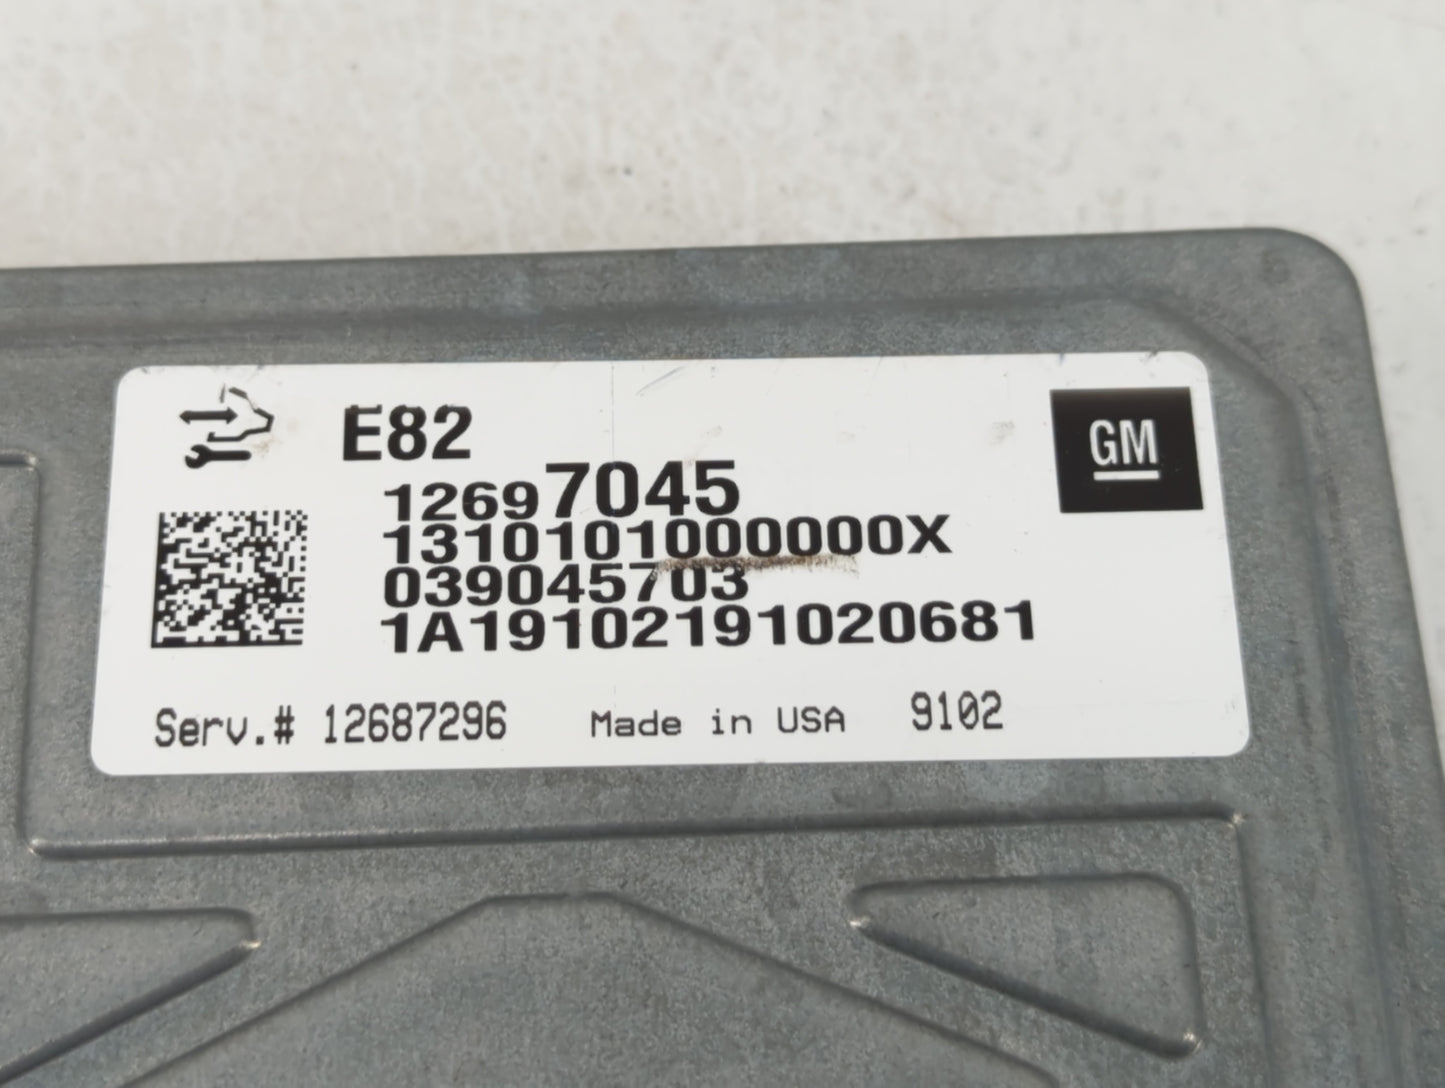 E82
GM
12697045
1310101000000X
039045703
1A19102191020681
Serv.# 12687296 Made in USA 9102